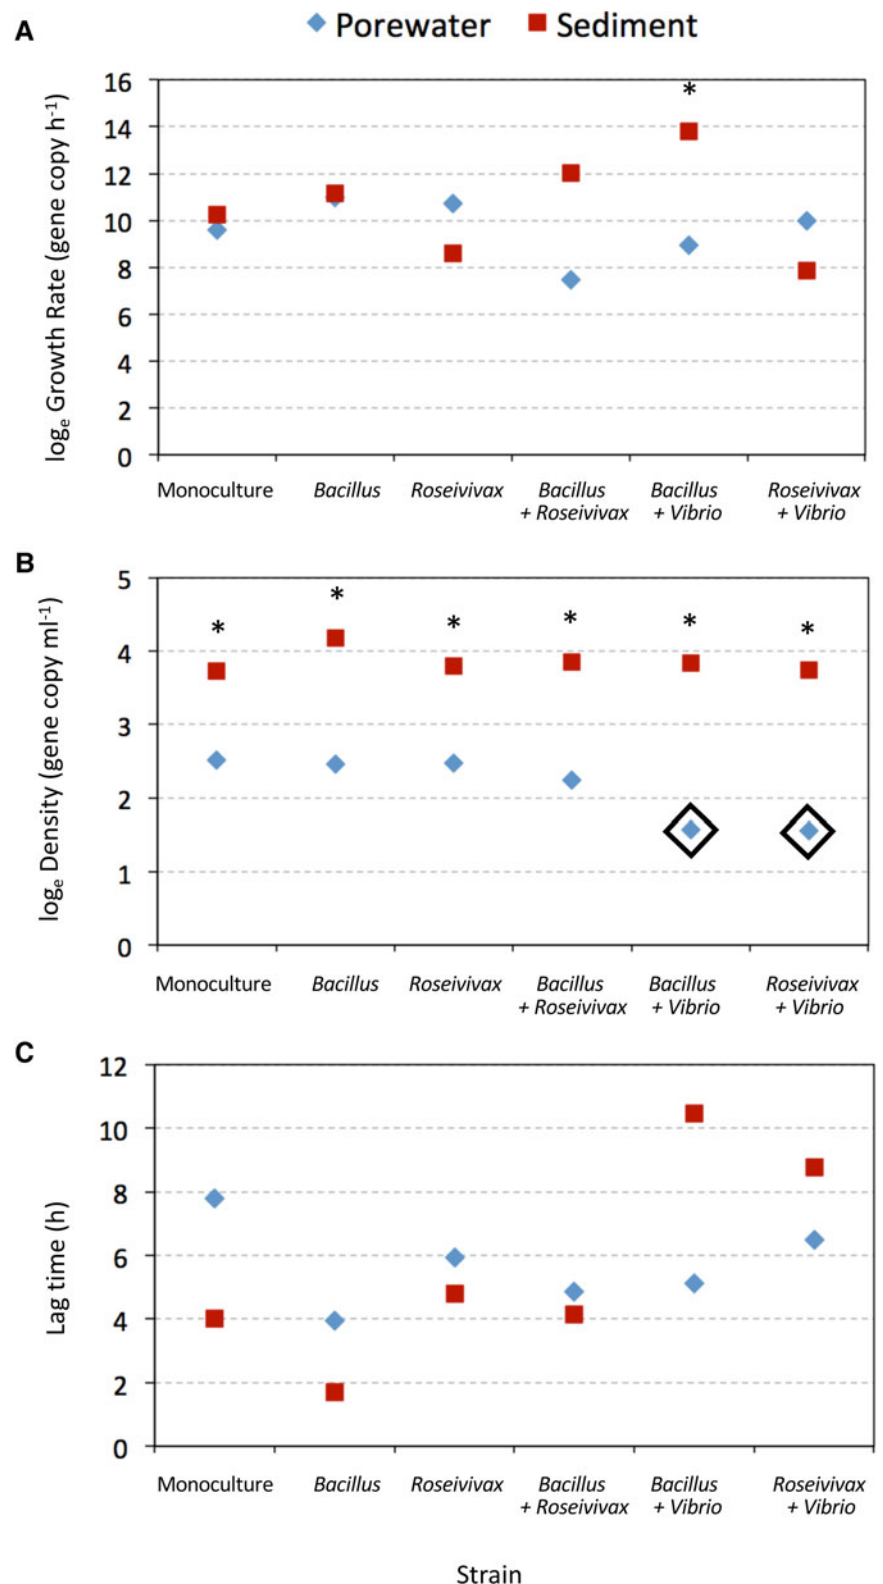 A
Porewater Sediment
16
14
12
10
8
6
4
2
0
*
logₑ Growth Rate (gene copy h⁻¹)
Monoculture Bacillus Roseivivax Bacillus Bacillus Roseivivax
+ Roseivivax + Vibrio + Vibrio
B
5
4
3
2
1
0
* * * * * *
logₑ Density (gene copy ml⁻¹)
Monoculture Bacillus Roseivivax Bacillus Bacillus Roseivivax
+ Roseivivax + Vibrio + Vibrio
C
12
10
8
6
4
2
0
Lag time (h)
Monoculture Bacillus Roseivivax Bacillus Bacillus Roseivivax
+ Roseivivax + Vibrio + Vibrio
Strain